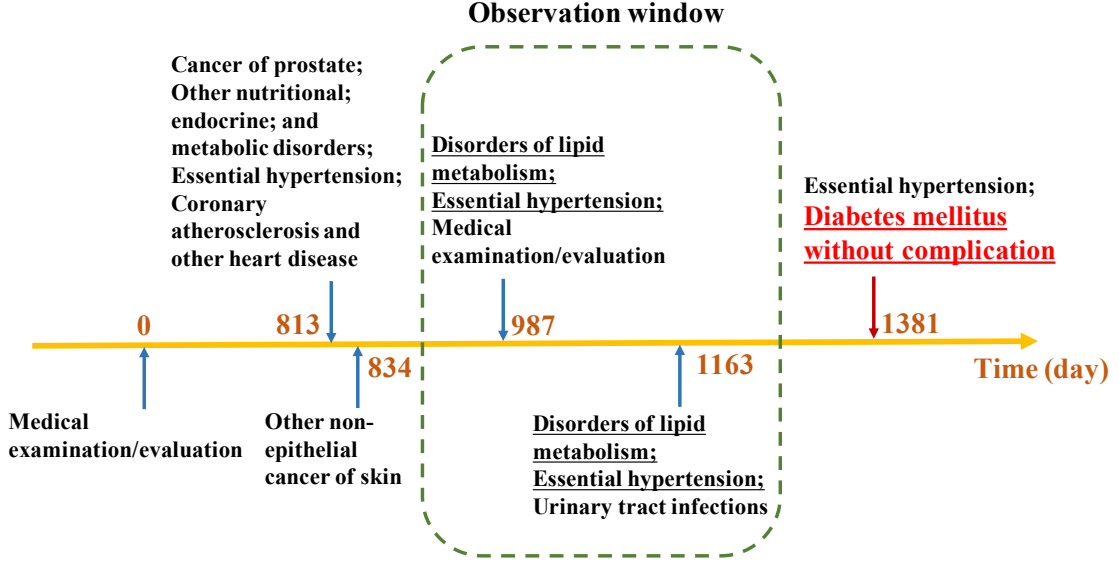 Observation window
Cancer of prostate;
Other nutritional;
endocrine; and
metabolic disorders;
Essential hypertension;
Coronary
atherosclerosis and
other heart disease
Disorders of lipid
metabolism;
Essential hypertension;
Medical
examination/evaluation
Essential hypertension;
Diabetes mellitus
without complication
0
813
987
1381
834
1163
Time (day)
Medical
examination/evaluation
Other non-
epithelial
cancer of skin
Disorders of lipid
metabolism;
Essential hypertension;
Urinary tract infections